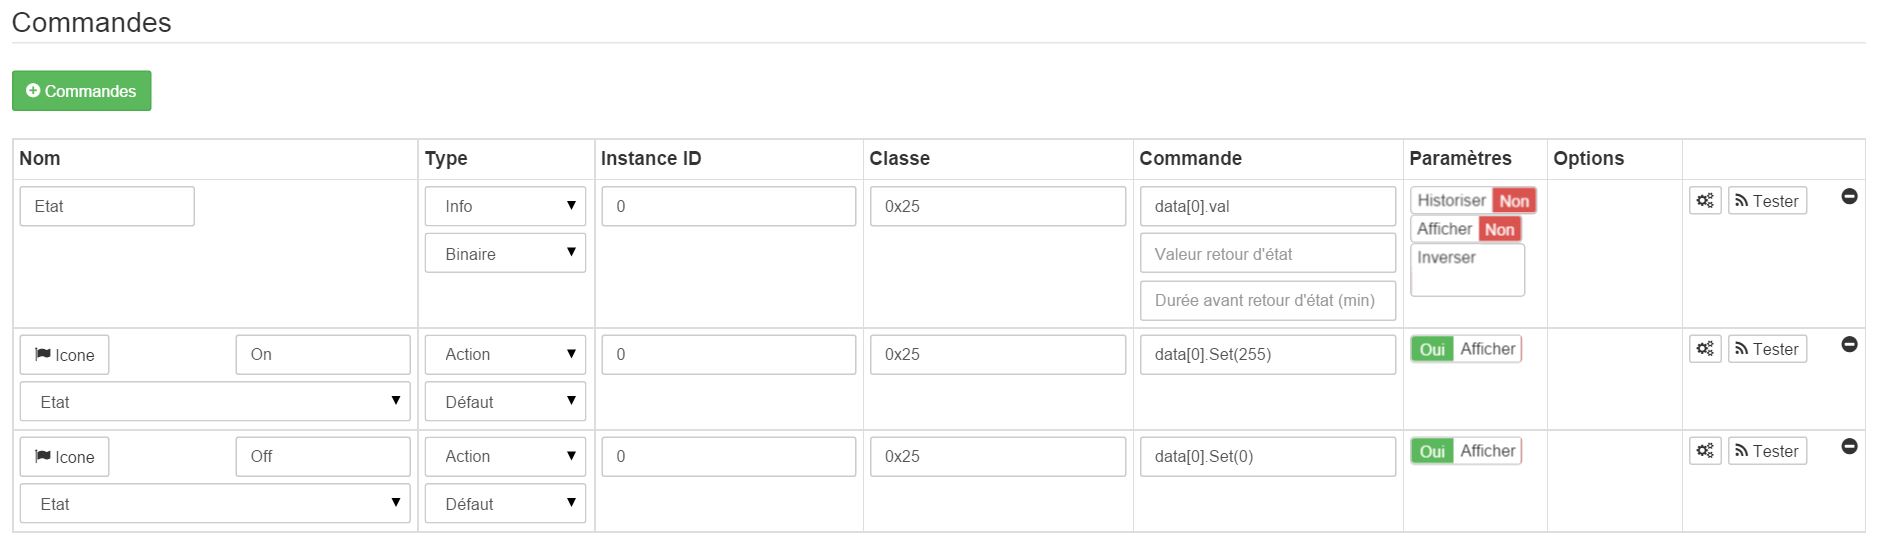 Commandes
Commandes
Nom Type Instance ID Classe Commande Paramètres Options
Etat Info 0 0x25 data[0].val Historiser Non Tester
Afficher Non
Binaire Valeur retour d'état Inverser
Durée avant retour d'état (min)
Icone On Action 0 0x25 data[0].Set(255) Oui Afficher Tester
Etat Défaut
Icone Off Action 0 0x25 data[0].Set(0) Oui Afficher Tester
Etat Défaut